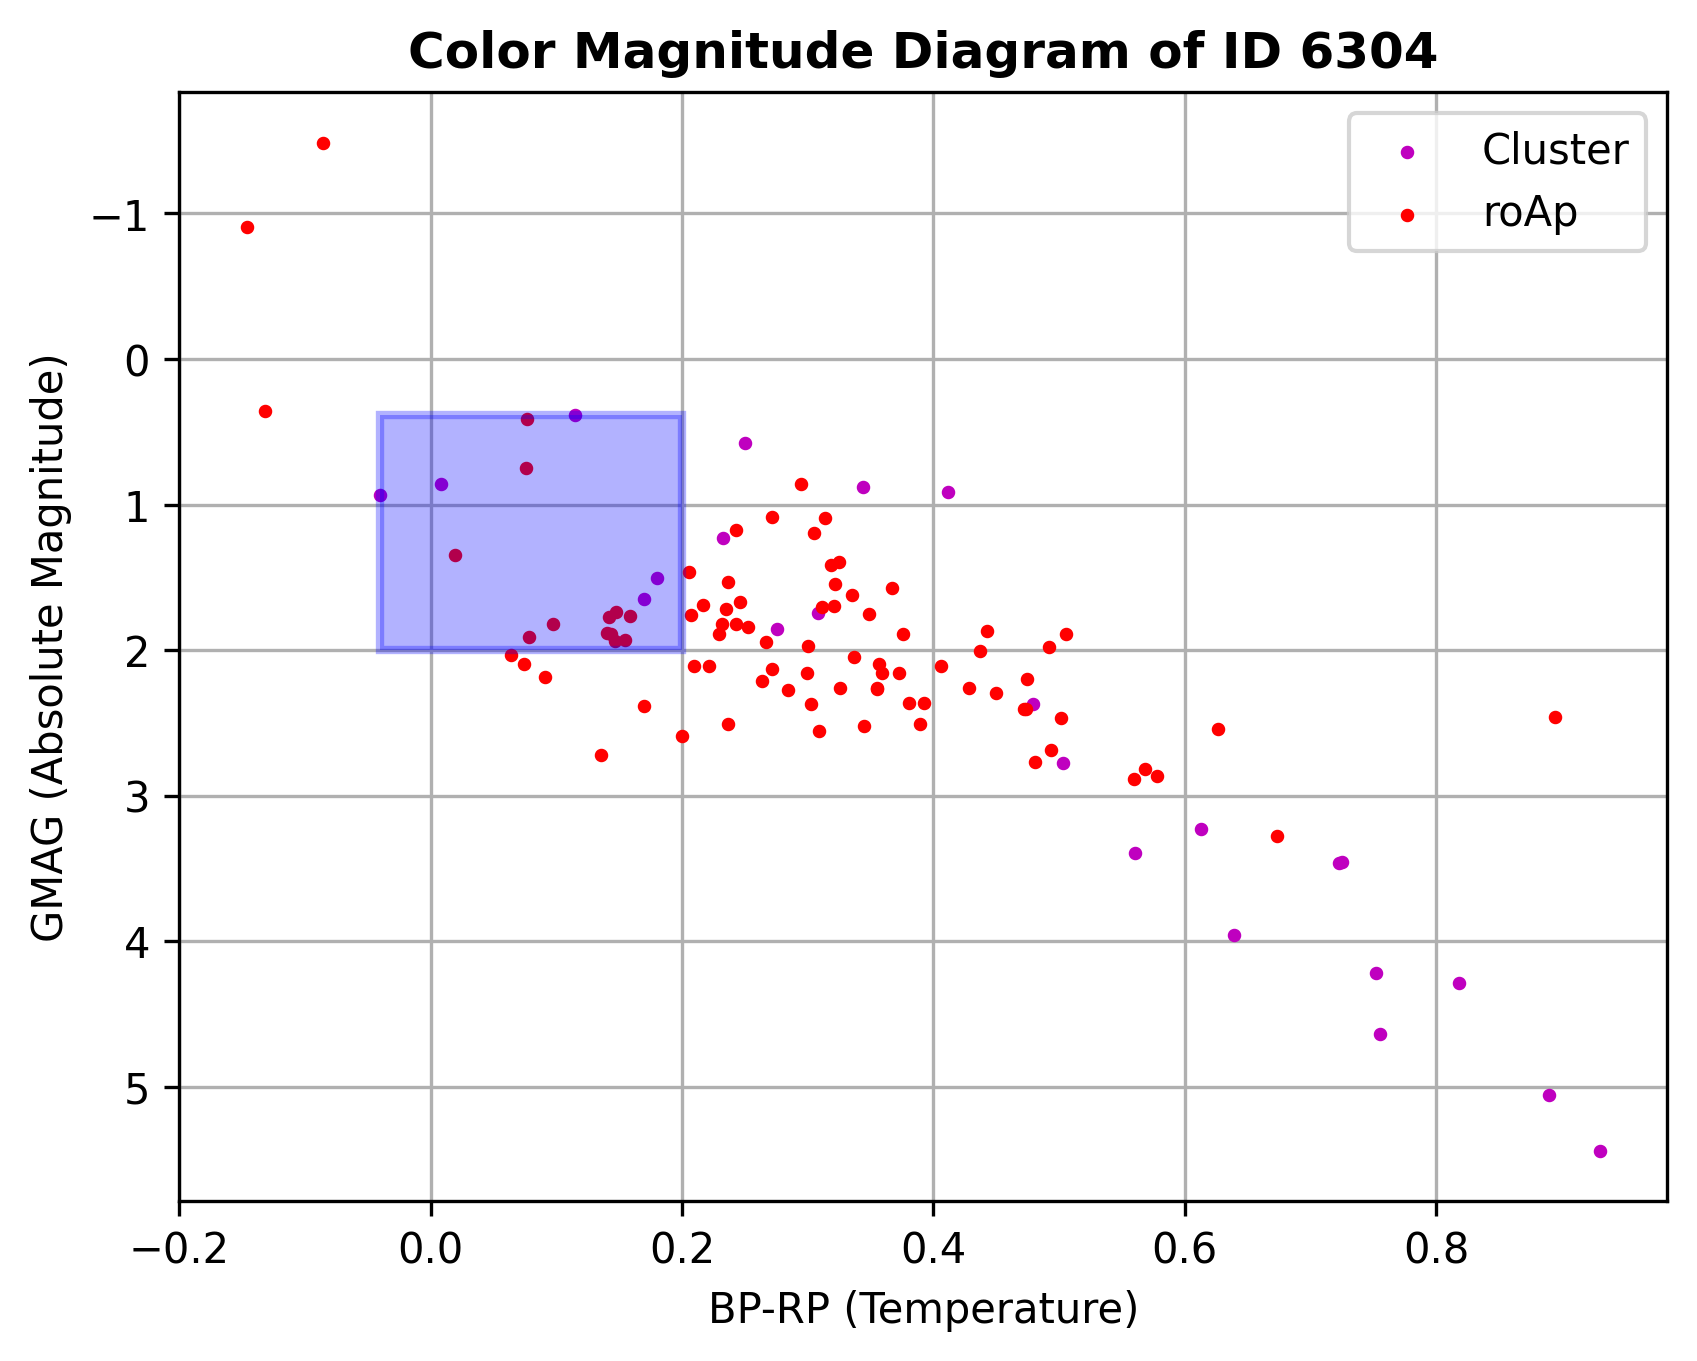 Color Magnitude Diagram of ID 6304
Cluster
roAp
−1
0
1
2
3
4
5
GMAG (Absolute Magnitude)
−0.2 0.0 0.2 0.4 0.6 0.8
BP-RP (Temperature)